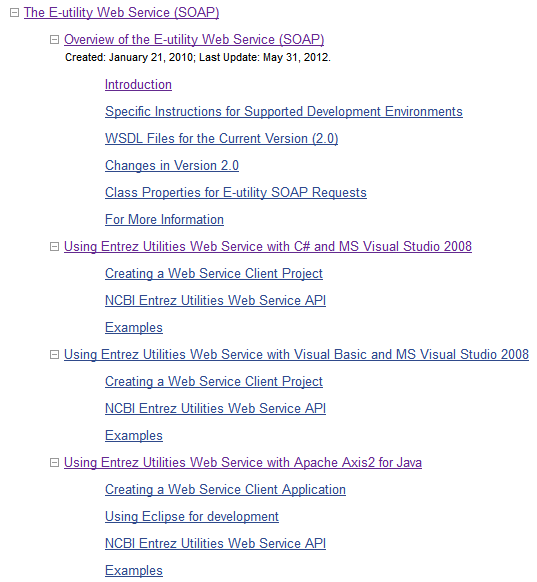 The E-utility Web Service (SOAP)
Overview of the E-utility Web Service (SOAP)
Created: January 21, 2010; Last Update: May 31, 2012.
Introduction
Specific Instructions for Supported Development Environments
WSDL Files for the Current Version (2.0)
Changes in Version 2.0
Class Properties for E-utility SOAP Requests
For More Information
Using Entrez Utilities Web Service with C# and MS Visual Studio 2008
Creating a Web Service Client Project
NCBI Entrez Utilities Web Service API
Examples
Using Entrez Utilities Web Service with Visual Basic and MS Visual Studio 2008
Creating a Web Service Client Project
NCBI Entrez Utilities Web Service API
Examples
Using Entrez Utilities Web Service with Apache Axis2 for Java
Creating a Web Service Client Application
Using Eclipse for development
NCBI Entrez Utilities Web Service API
Examples